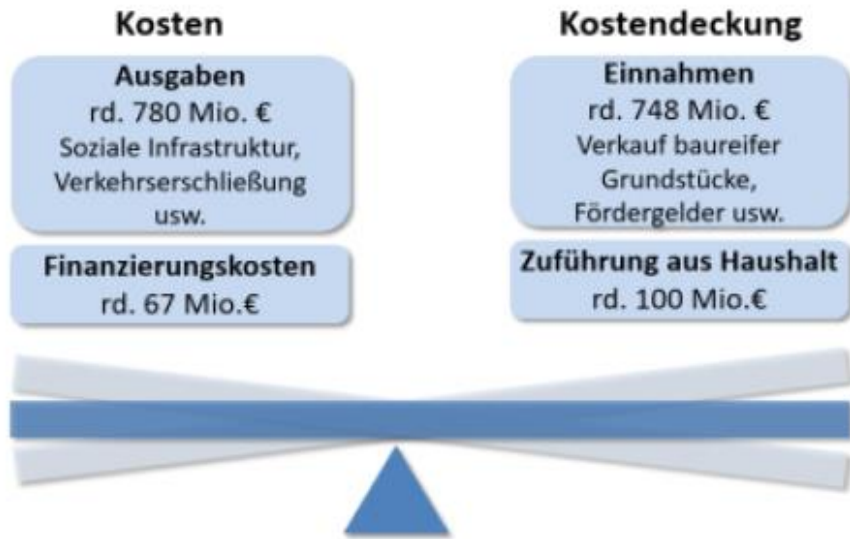 Kosten
Ausgaben
rd. 780 Mio. €
Soziale Infrastruktur,
Verkehrserschließung
usw.
Finanzierungskosten
rd. 67 Mio.€
Kostendeckung
Einnahmen
rd. 748 Mio. €
Verkauf baureifer
Grundstücke,
Fördergelder usw.
Zuführung aus Haushalt
rd. 100 Mio.€